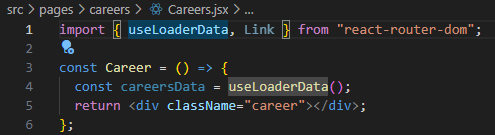 src > pages > careers > Careers.jsx > ...
1 import { useLoaderData, Link } from "react-router-dom";
2
3 const Career = () => {
4 const careersData = useLoaderData();
5 return <div className="career"></div>;
6 };